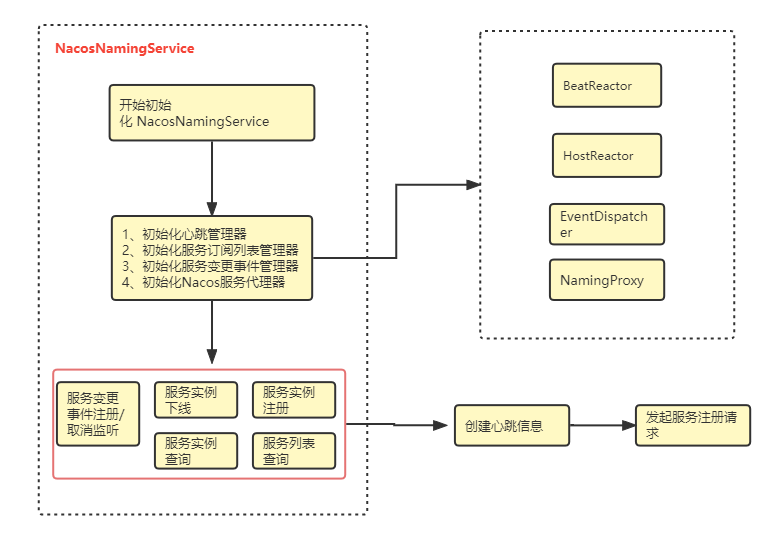 NacosNamingService
开始初始
化 NacosNamingService
1、初始化心跳管理器
2、初始化服务订阅列表管理器
3、初始化服务变更事件管理器
4、初始化Nacos服务代理器
服务变更
事件注册/
取消监听
服务实例
下线
服务实例
注册
服务实例
查询
服务列表
查询
BeatReactor
HostReactor
EventDispatch
er
NamingProxy
创建心跳信息
发起服务注册请
求